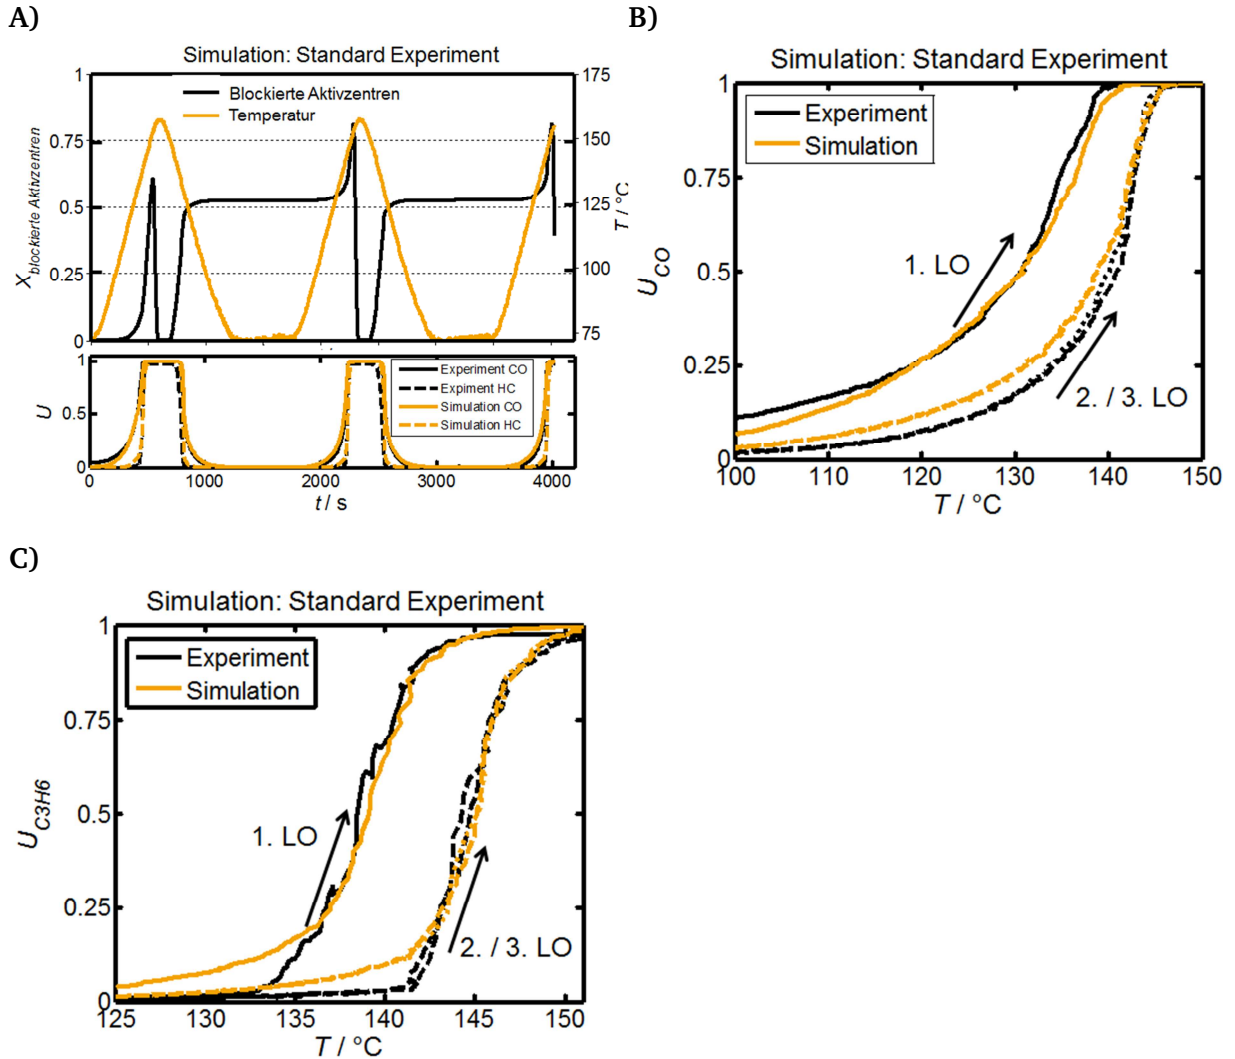 A)
Simulation: Standard Experiment
1
0.75
0.5
0.25
0
X blockierte Aktivzentren
Blockierte Aktivzentren
Temperatur
175
150
125
100
75
T / °C
1
0.5
0
U
Experiment CO
Expiment HC
Simulation CO
Simulation HC
0 1000 2000 3000 4000
t / s
B)
Simulation: Standard Experiment
1
0.75
0.5
0.25
0
U CO
Experiment
Simulation
1. LO
2. / 3. LO
100 110 120 130 140 150
T / °C
C)
Simulation: Standard Experiment
1
0.75
0.5
0.25
0
U C3H6
Experiment
Simulation
1. LO
2. / 3. LO
125 130 135 140 145 150
T / °C